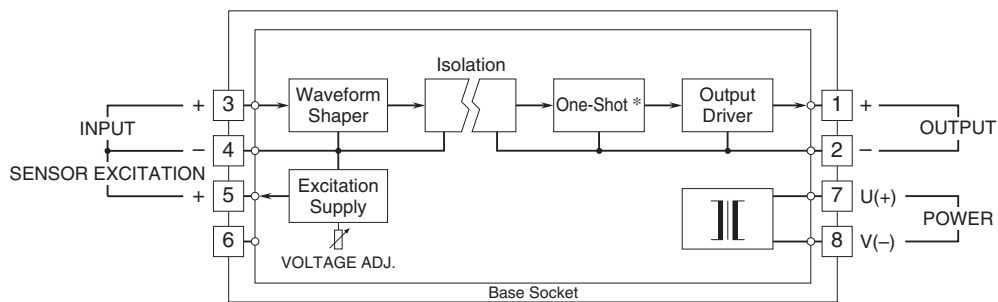 Isolation
+ 3 Waveform Shaper One-Shot * Output Driver 1 +
INPUT OUTPUT
– 4 2 –
SENSOR EXCITATION
+ 5 Excitation Supply 7 U(+)
POWER
6 8 V(–)
VOLTAGE ADJ.
Base Socket